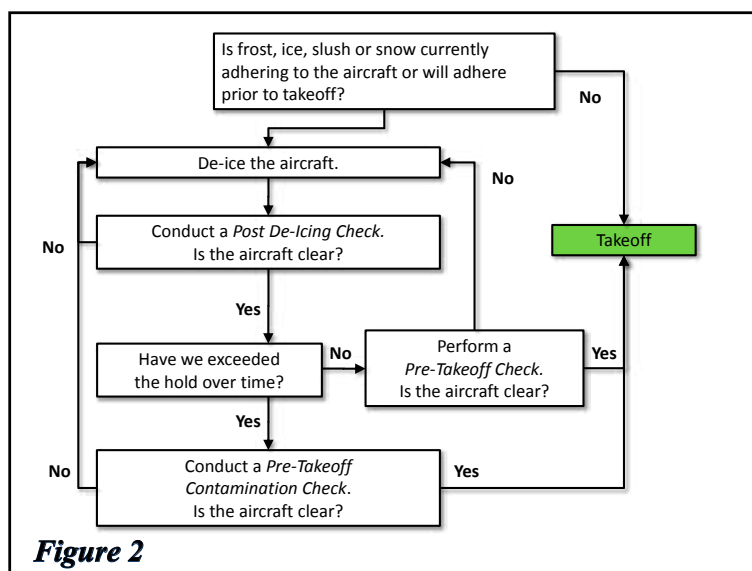 Is frost, ice, slush or snow currently
adhering to the aircraft or will adhere
prior to takeoff?
No
De-ice the aircraft.
No
Conduct a Post De-Icing Check.
Is the aircraft clear?
No
Takeoff
Yes
Have we exceeded
the hold over time?
No
Perform a
Pre-Takeoff Check.
Is the aircraft clear?
Yes
Yes
No
Conduct a Pre-Takeoff
Contamination Check.
Is the aircraft clear?
Yes
Figure 2